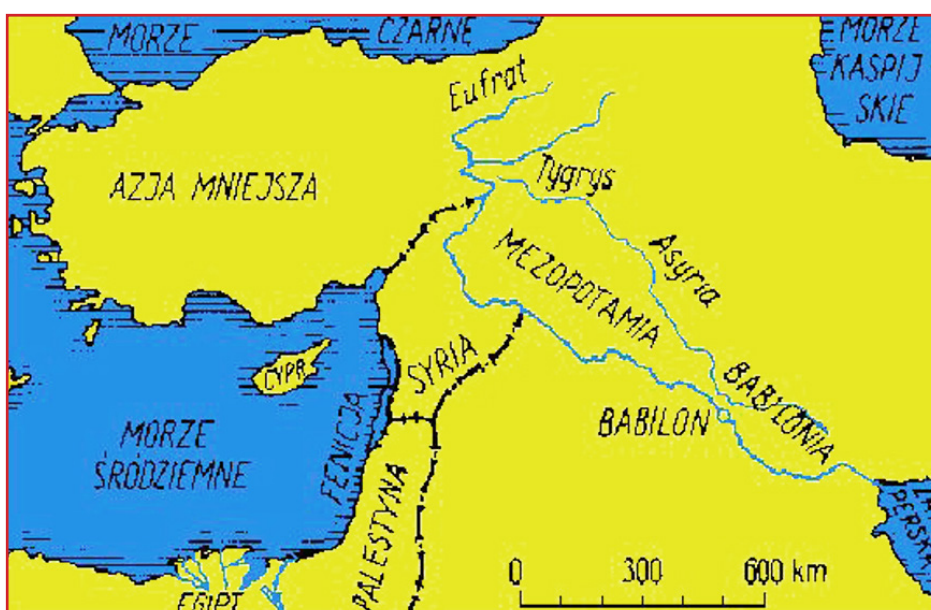 MORZE
CZARNE
MORZE
KASPIJ
SKIE
Eufrat
AZJA MNIEJSZA
Tygrys
Asyria
MEZOPOTAMIA
CYPR
SYRIA
BABILONIA
BABILON
MORZE
ŚRÓDZIEMNE
FENICJA
PALESTYNA
PERSK
EGIPT
0 300 600 km